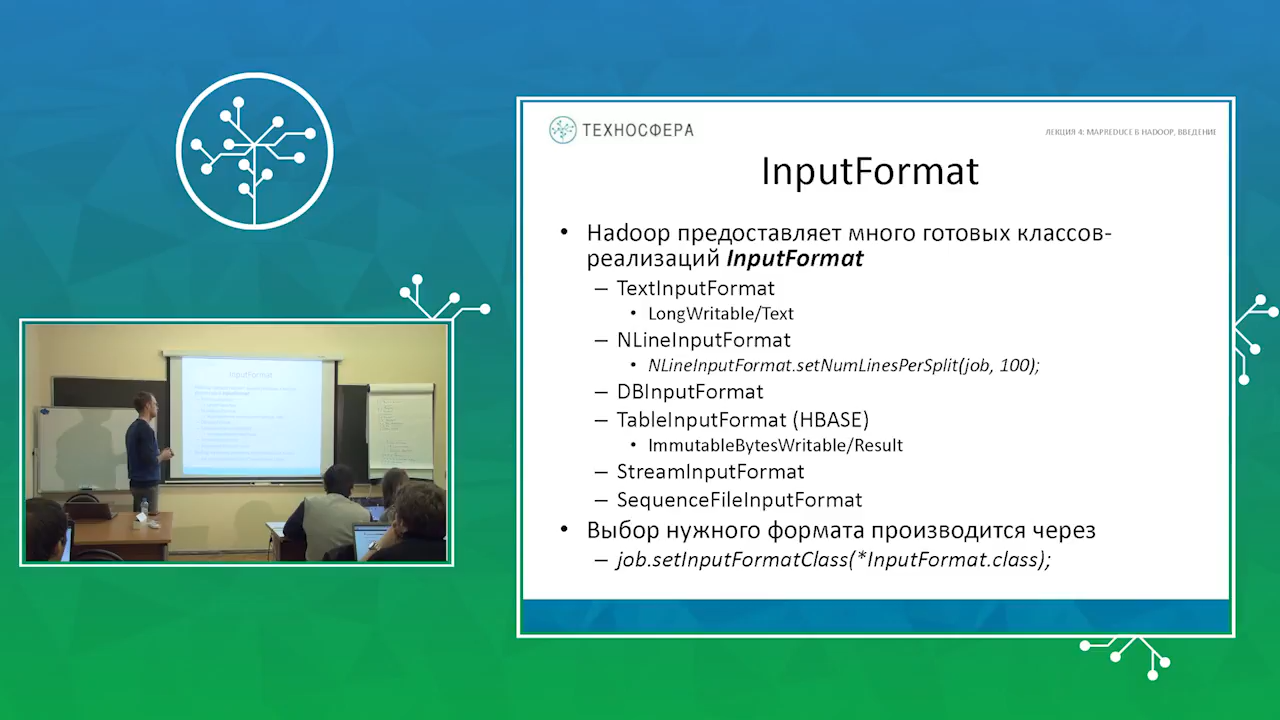 ТЕХНОСФЕРА
ЛЕКЦИЯ 4: MAPREDUCE В HADOOP, ВВЕДЕНИЕ
InputFormat
• Hadoop предоставляет много готовых классов-
реализаций InputFormat
– TextInputFormat
• LongWritable/Text
– NLineInputFormat
• NLineInputFormat.setNumLinesPerSplit(job, 100);
– DBInputFormat
– TableInputFormat (HBASE)
• ImmutableBytesWritable/Result
– StreamInputFormat
– SequenceFileInputFormat
• Выбор нужного формата производится через
– job.setInputFormatClass(*InputFormat.class);
InputFormat